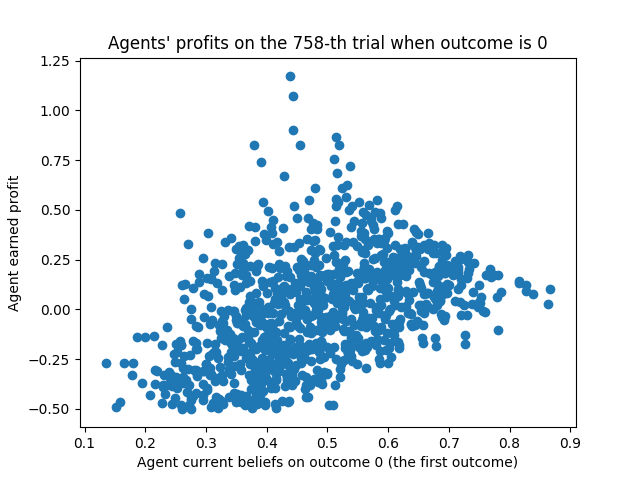 Agents' profits on the 758-th trial when outcome is 0
1.25
1.00
0.75
0.50
0.25
0.00
−0.25
−0.50
Agent earned profit
0.1 0.2 0.3 0.4 0.5 0.6 0.7 0.8 0.9
Agent current beliefs on outcome 0 (the first outcome)